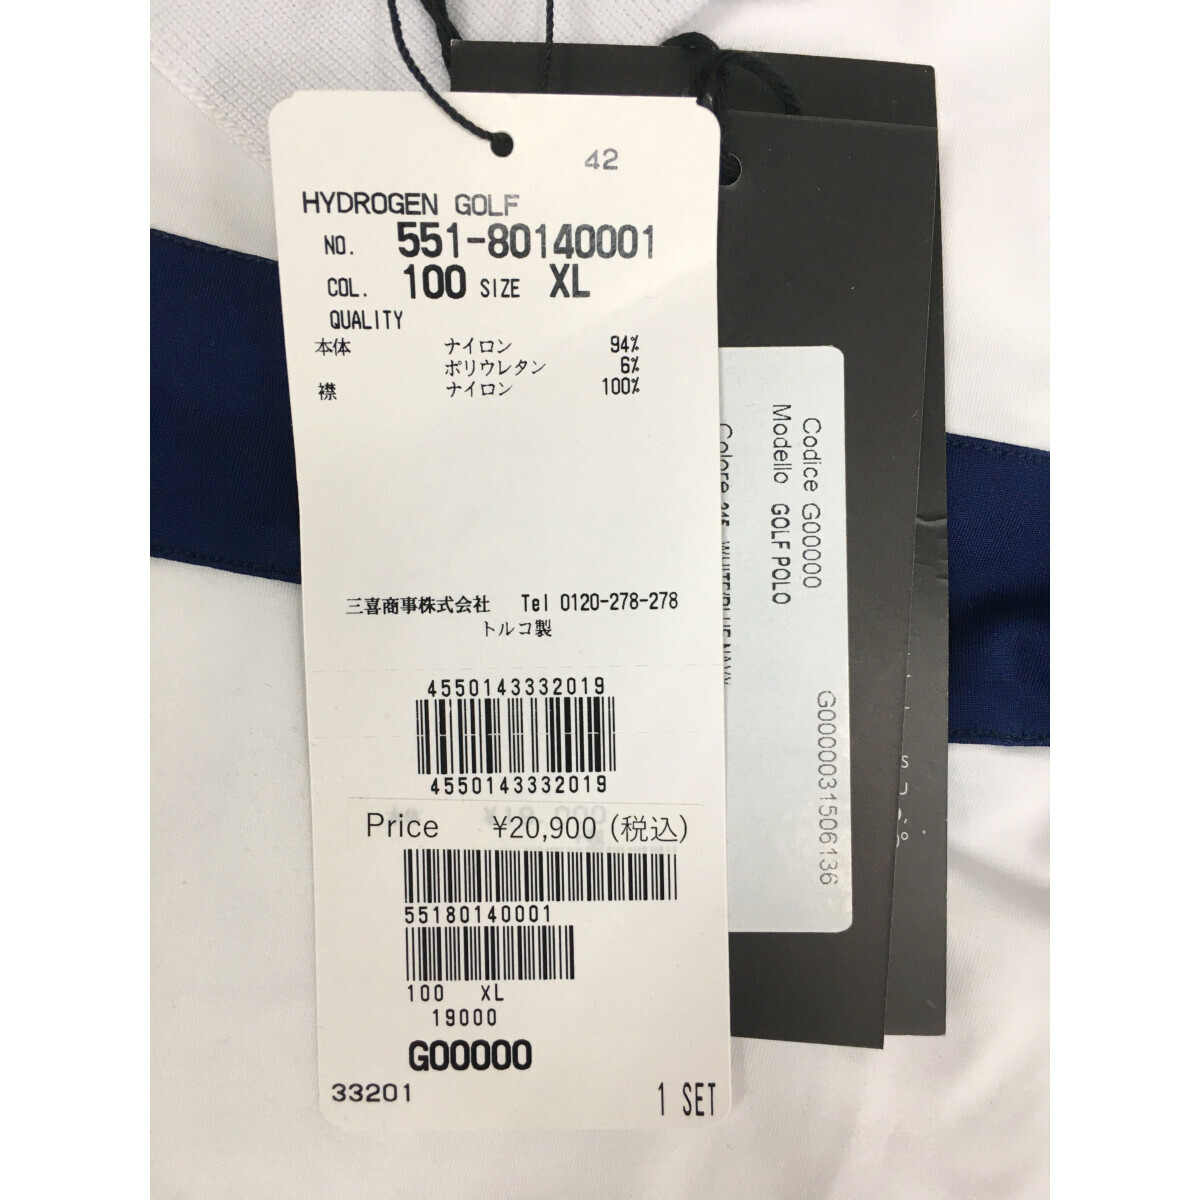 42
HYDROGEN GOLF
NO. 551-80140001
COL. 100 SIZE XL
QUALITY
本体 ナイロン 94%
ポリウレタン 6%
襟 ナイロン 100%
三喜商事株式会社 Tel 0120-278-278
トルコ製
4550143332019
4550143332019
Price ¥20,900 (税込)
55180140001
100 XL
19000
G00000
33201 1 SET
Codice G00000
Modello GOLF POLO
G0000031506136